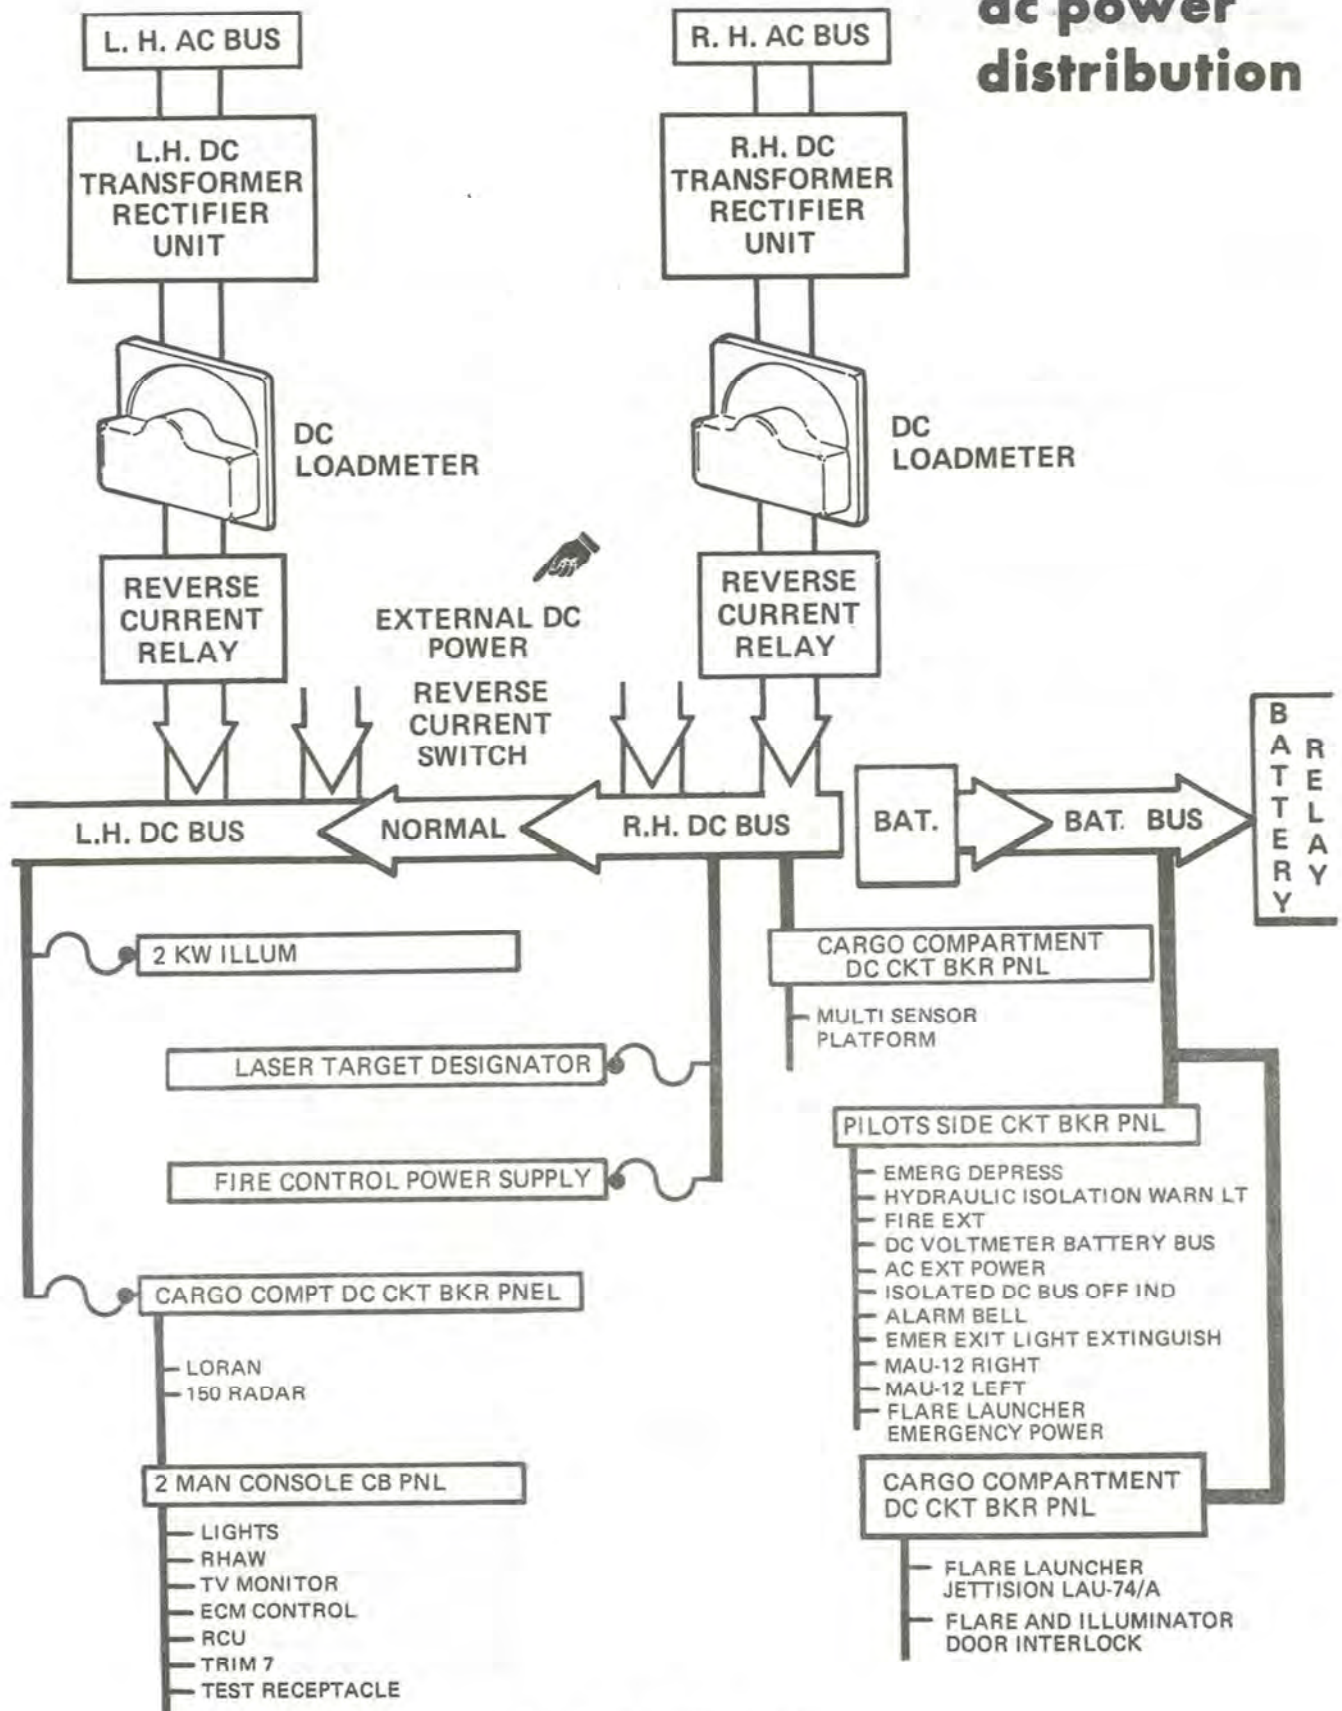 dc power
distribution
L. H. AC BUS
R. H. AC BUS
L.H. DC
TRANSFORMER
RECTIFIER
UNIT
R.H. DC
TRANSFORMER
RECTIFIER
UNIT
DC
LOADMETER
DC
LOADMETER
REVERSE
CURRENT
RELAY
EXTERNAL DC
POWER
REVERSE
CURRENT
SWITCH
REVERSE
CURRENT
RELAY
L.H. DC BUS
NORMAL
R.H. DC BUS
BAT.
BAT. BUS
BATTERY
RELAY
2 KW ILLUM
CARGO COMPARTMENT
DC CKT BKR PNL
MULTI SENSOR
PLATFORM
LASER TARGET DESIGNATOR
FIRE CONTROL POWER SUPPLY
PILOTS SIDE CKT BKR PNL
EMERG DEPRESS
HYDRAULIC ISOLATION WARN LT
FIRE EXT
DC VOLTMETER BATTERY BUS
AC EXT POWER
ISOLATED DC BUS OFF IND
ALARM BELL
EMER EXIT LIGHT EXTINGUISH
MAU-12 RIGHT
MAU-12 LEFT
FLARE LAUNCHER
EMERGENCY POWER
CARGO COMPT DC CKT BKR PNEL
LORAN
150 RADAR
2 MAN CONSOLE CB PNL
LIGHTS
RHAW
TV MONITOR
ECM CONTROL
RCU
TRIM 7
TEST RECEPTACLE
CARGO COMPARTMENT
DC CKT BKR PNL
FLARE LAUNCHER
JETTISION LAU-74/A
FLARE AND ILLUMINATOR
DOOR INTERLOCK